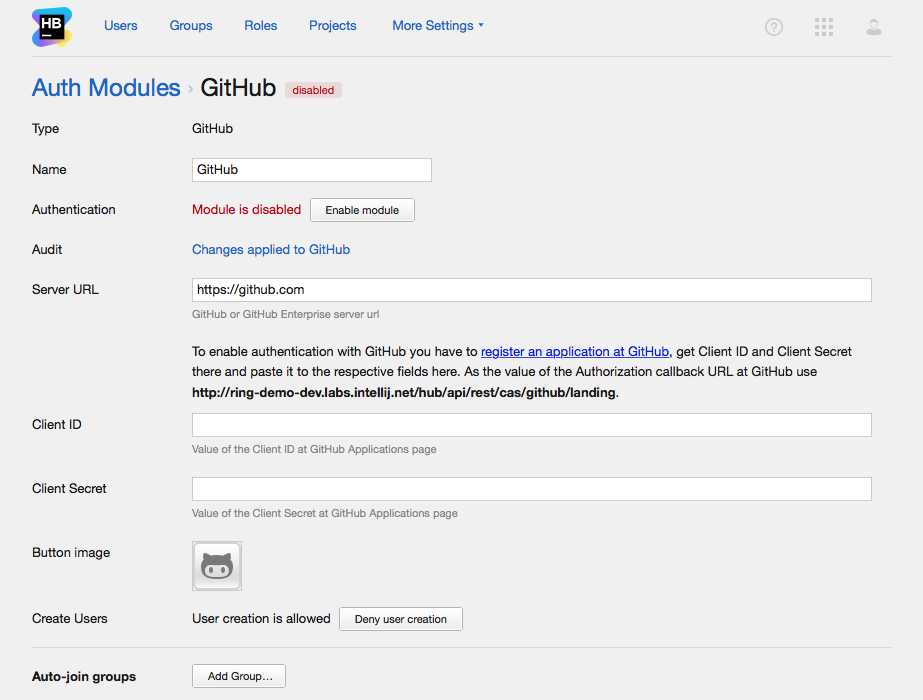 HB
Users Groups Roles Projects More Settings
?
Auth Modules › GitHub disabled
Type GitHub
Name GitHub
Authentication Module is disabled Enable module
Audit Changes applied to GitHub
Server URL https://github.com
GitHub or GitHub Enterprise server url
To enable authentication with GitHub you have to register an application at GitHub, get Client ID and Client Secret
there and paste it to the respective fields here. As the value of the Authorization callback URL at GitHub use
http://ring-demo-dev.labs.intellij.net/hub/api/rest/cas/github/landing.
Client ID
Value of the Client ID at GitHub Applications page
Client Secret
Value of the Client Secret at GitHub Applications page
Button image
Create Users User creation is allowed Deny user creation
Auto-join groups Add Group…